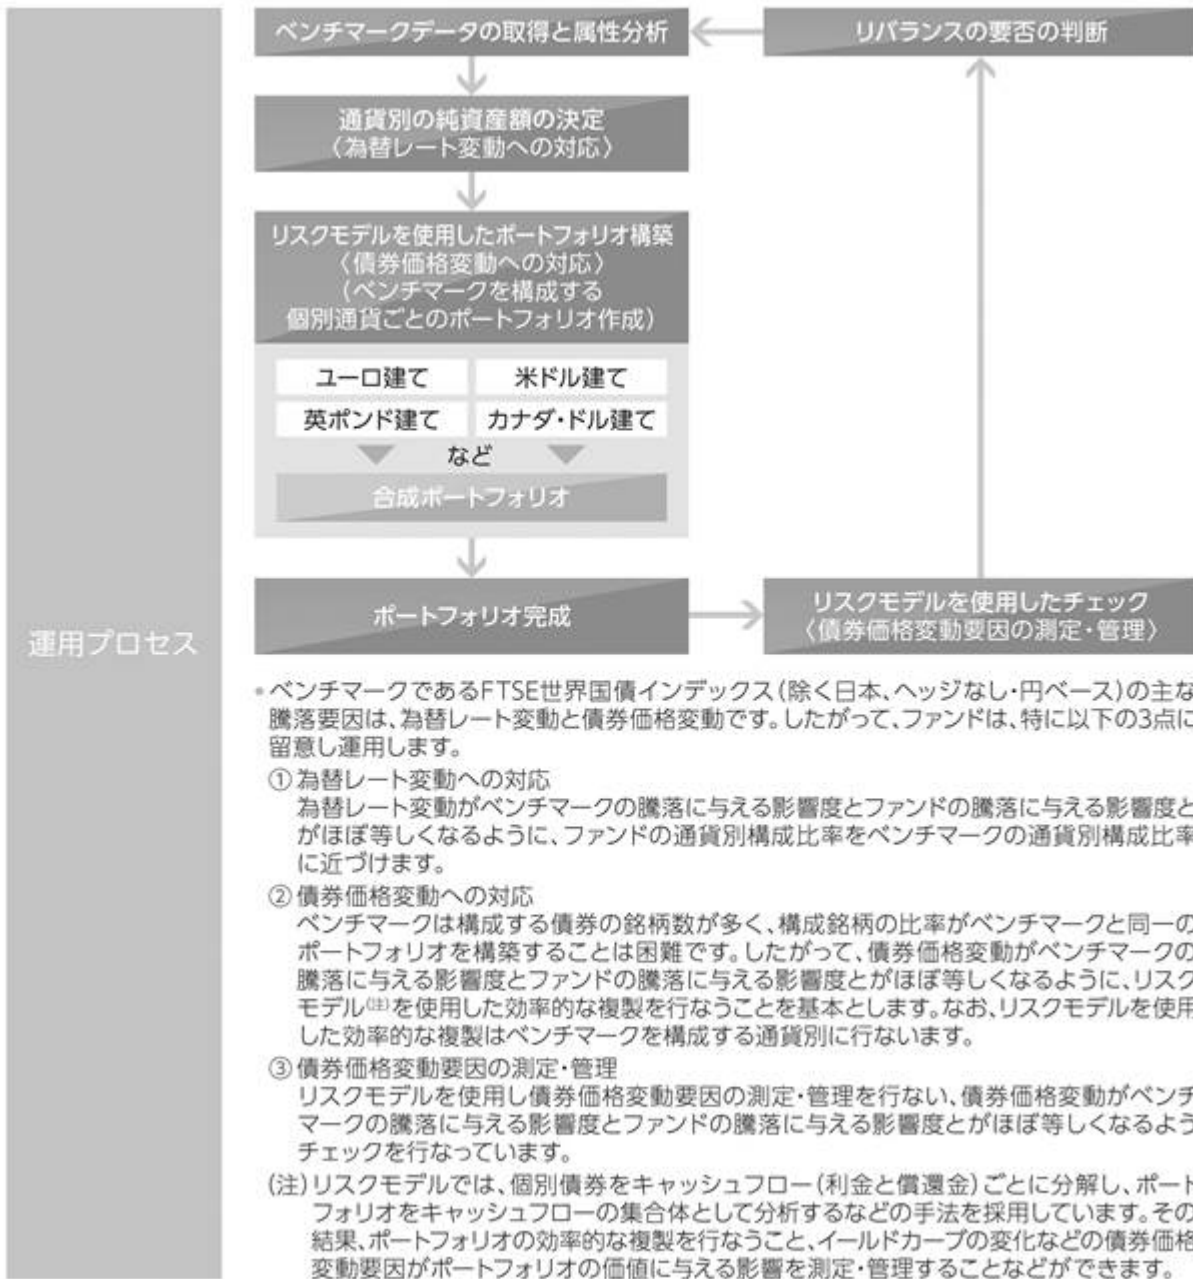 ベンチマークデータの取得と属性分析
リバランスの要否の判断
通貨別の純資産額の決定
〈為替レート変動への対応〉
リスクモデルを使用したポートフォリオ構築
〈債券価格変動への対応〉
(ベンチマークを構成する
個別通貨ごとのポートフォリオ作成)
ユーロ建て
米ドル建て
英ポンド建て
カナダ・ドル建て
など
合成ポートフォリオ
ポートフォリオ完成
リスクモデルを使用したチェック
〈債券価格変動要因の測定・管理〉
運用プロセス
●ベンチマークであるFTSE世界国債インデックス(除く日本、ヘッジなし・円ベース)の主な
騰落要因は、為替レート変動と債券価格変動です。したがって、ファンドは、特に以下の3点に
留意し運用します。
①為替レート変動への対応
為替レート変動がベンチマークの騰落に与える影響度とファンドの騰落に与える影響度と
がほぼ等しくなるように、ファンドの通貨別構成比率をベンチマークの通貨別構成比率
に近づけます。
②債券価格変動への対応
ベンチマークは構成する債券の銘柄数が多く、構成銘柄の比率がベンチマークと同一の
ポートフォリオを構築することは困難です。したがって、債券価格変動がベンチマークの
騰落に与える影響度とファンドの騰落に与える影響度とがほぼ等しくなるように、リスク
モデル(注)を使用した効率的な複製を行なうことを基本とします。なお、リスクモデルを使用
した効率的な複製はベンチマークを構成する通貨別に行ないます。
③債券価格変動要因の測定・管理
リスクモデルを使用し債券価格変動要因の測定・管理を行ない、債券価格変動がベンチ
マークの騰落に与える影響度とファンドの騰落に与える影響度とがほぼ等しくなるよう
チェックを行なっています。
(注)リスクモデルでは、個別債券をキャッシュフロー(利金と償還金)ごとに分解し、ポート
フォリオをキャッシュフローの集合体として分析するなどの手法を採用しています。その
結果、ポートフォリオの効率的な複製を行なうこと、イールドカーブの変化などの債券価格
変動要因がポートフォリオの価値に与える影響を測定・管理することなどができます。